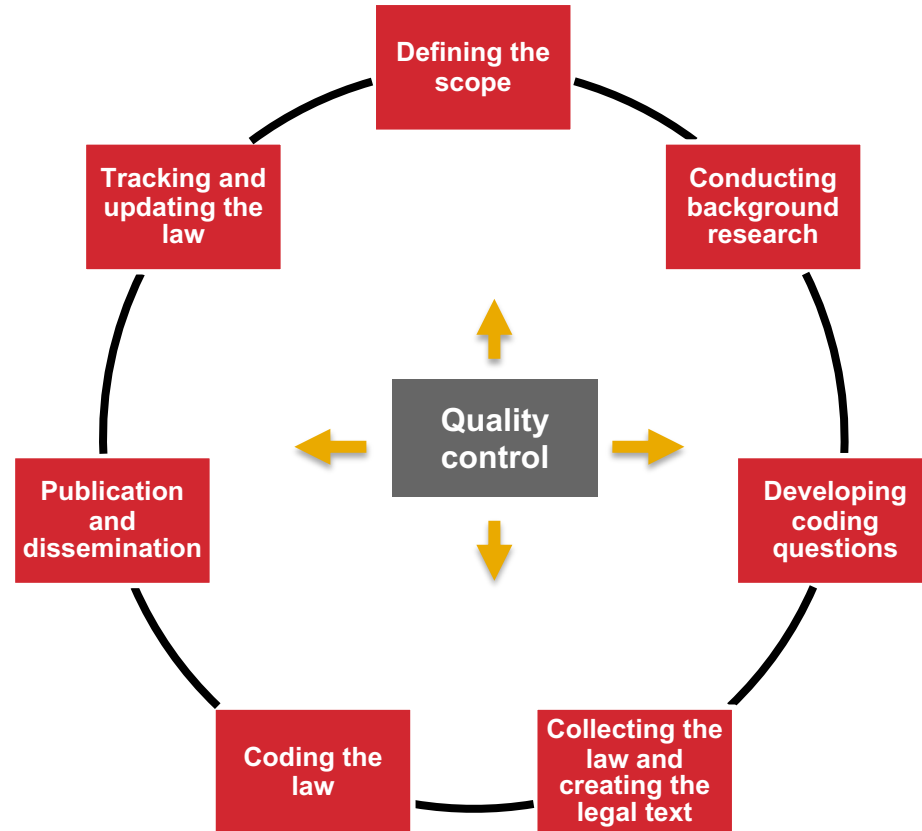 Defining the
scope
Conducting
background
research
Developing
coding
questions
Collecting the
law and
creating the
legal text
Coding the
law
Publication
and
dissemination
Tracking and
updating the
law
Quality
control